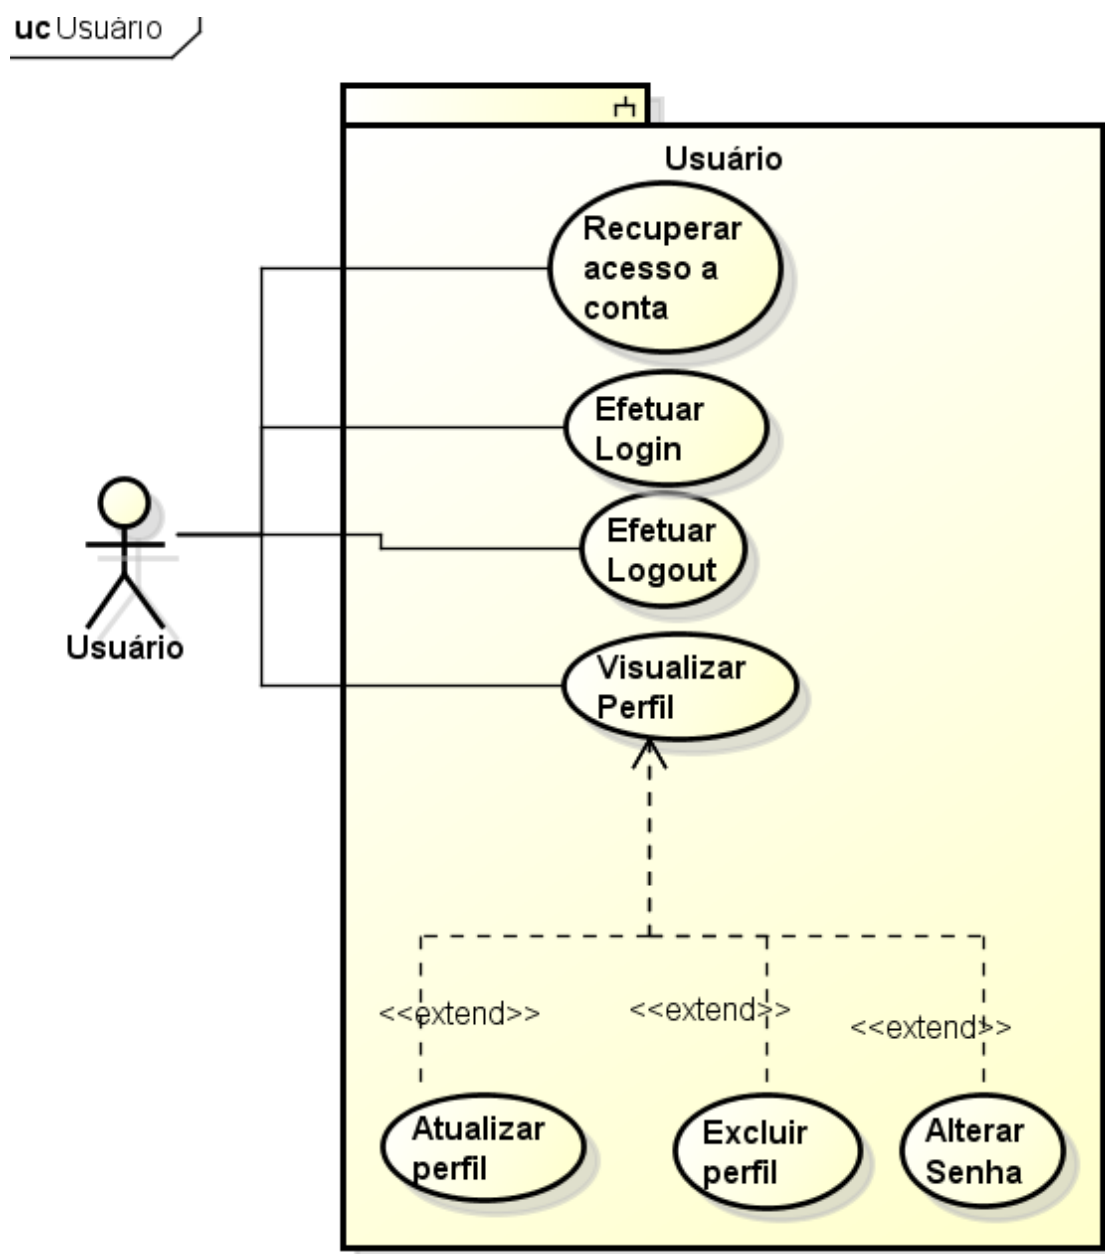 uc Usuário
Usuário
Recuperar
acesso a
conta
Efetuar
Login
Efetuar
Logout
Usuário
Visualizar
Perfil
<<extend>>
<<extend>>
<<extend>>
Atualizar
perfil
Excluir
perfil
Alterar
Senha